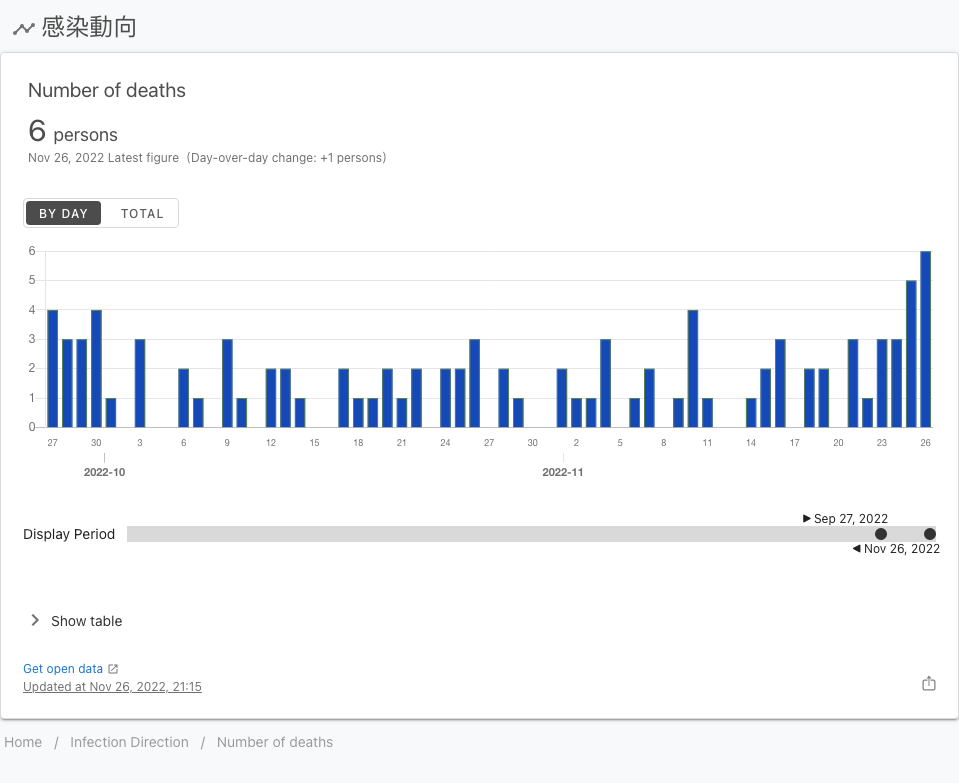 感染動向
Number of deaths
6 persons
Nov 26, 2022 Latest figure (Day-over-day change: +1 persons)
BY DAY TOTAL
6
5
4
3
2
1
0
27 30 3 6 9 12 15 18 21 24 27 30 2 5 8 11 14 17 20 23 26
2022-10 2022-11
Sep 27, 2022
Display Period
Nov 26, 2022
Show table
Get open data
Updated at Nov 26, 2022, 21:15
Home / Infection Direction / Number of deaths